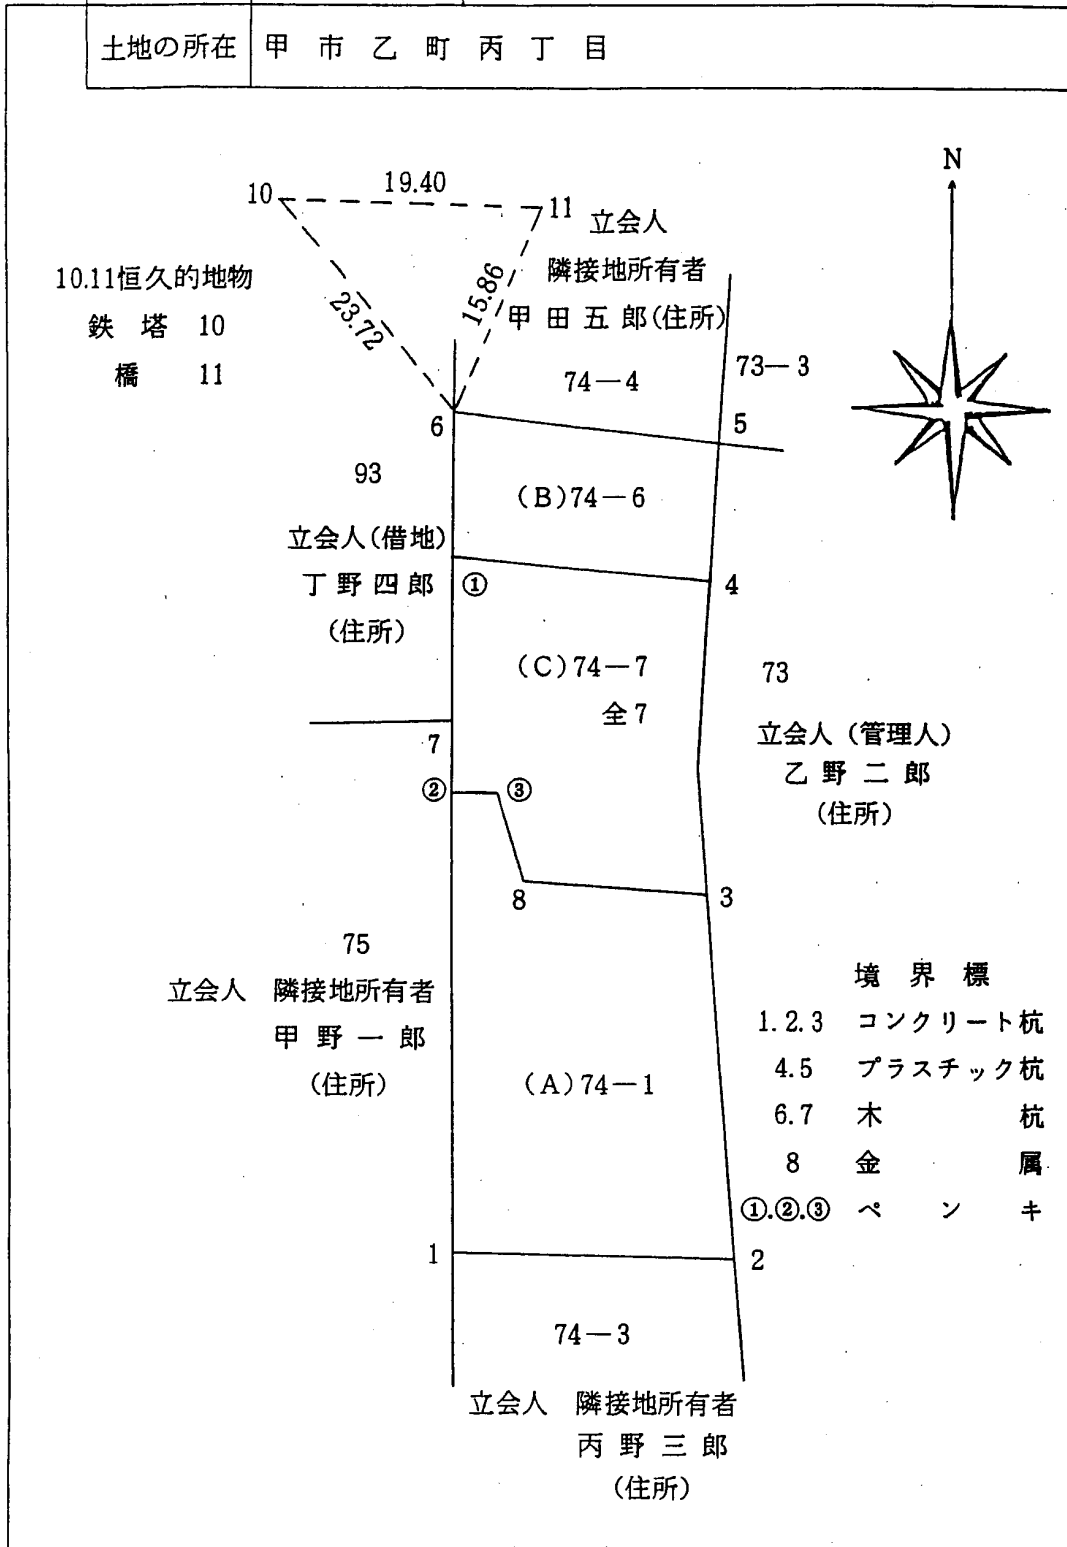 土地の所在 甲市乙町丙丁目
N
10 19.40 11
23.72
15.86
10.11恒久的地物
鉄塔 10
橋 11
立会人
隣接地所有者
甲田五郎(住所)
74-4
73-3
6
5
93
(B)74-6
立会人(借地)
丁野四郎
(住所)
①
4
(C)74-7
全7
73
立会人(管理人)
乙野二郎
(住所)
7
②
③
8
3
75
立会人 隣接地所有者
甲野一郎
(住所)
(A)74-1
境界標
1.2.3 コンクリート杭
4.5 プラスチック杭
6.7 木杭
8 金属
①.②.③ ペンキ
1
2
74-3
立会人 隣接地所有者
丙野三郎
(住所)